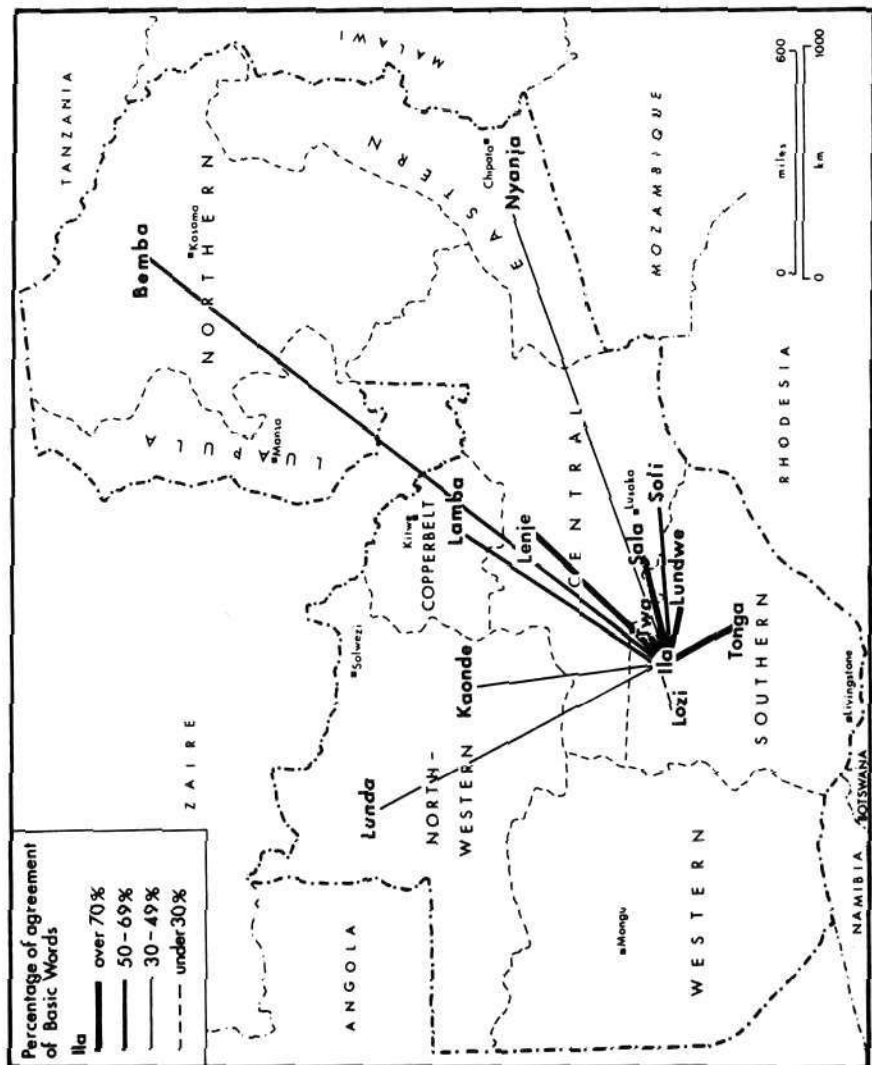 Percentage of agreement
of Basic Words
Ila
over 70%
50-69%
30-49%
under 30%
TANZANIA
MALAWI
ZAIRE
ANGOLA
NORTHERN
LUAPULA
EASTERN
COPPERBELT
NORTH-
WESTERN
CENTRAL
MOZAMBIQUE
WESTERN
SOUTHERN
RHODESIA
NAMIBIA
BOTSWANA
Bemba
Kasama
Mansa
Chipata
Nyanja
Solwezi
Kitwe
Lamba
Lenje
Lunda
Kaonde
Sala
Lusaka
Soli
Twa
Lundwe
Ila
Lozi
Tonga
Mongu
Livingstone
0 miles 600
0 km 1000